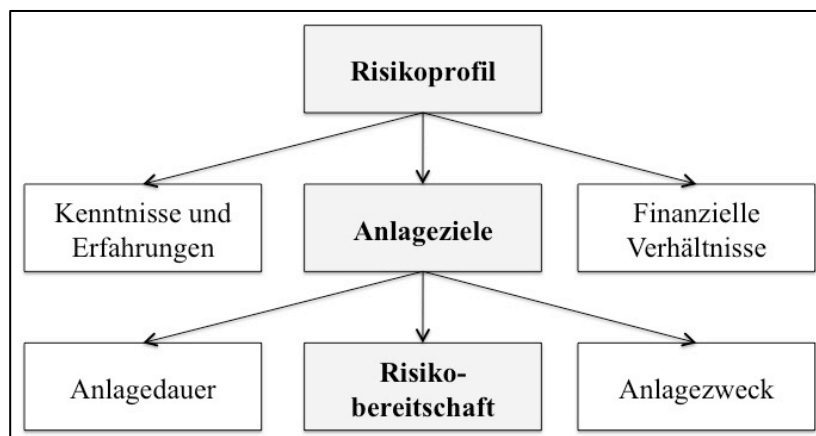 Risikoprofil
Kenntnisse und
Erfahrungen
Anlageziele
Finanzielle
Verhältnisse
Anlagedauer
Risiko-
bereitschaft
Anlagezweck